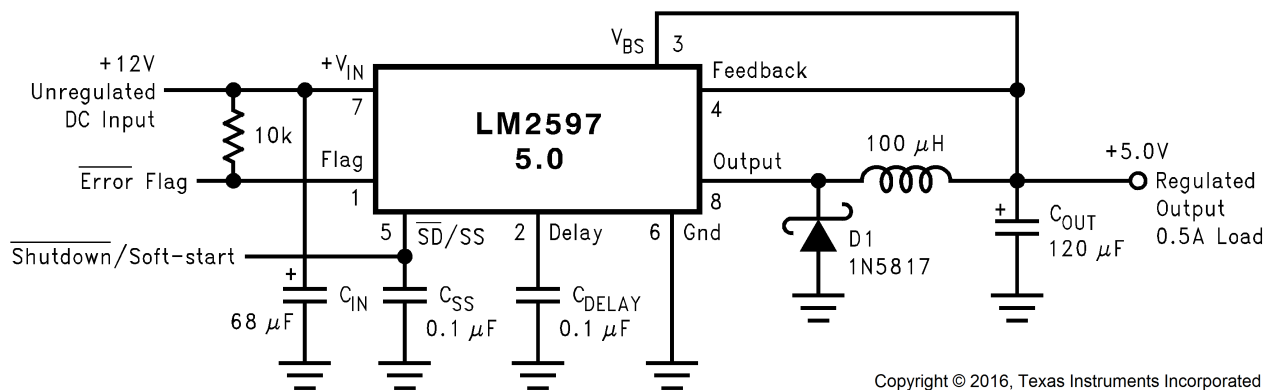 V_BS
3
+12V
Unregulated
DC Input
+V_IN
7
Feedback
4
LM2597
5.0
10k
Flag
1
Error Flag
Output
8
100 μH
+5.0V
Regulated
Output
0.5A Load
+
C_OUT
120 μF
D1
1N5817
5
SD/SS
2
Delay
6
Gnd
Shutdown/Soft-start
+
C_IN
68 μF
C_SS
0.1 μF
C_DELAY
0.1 μF
Copyright © 2016, Texas Instruments Incorporated